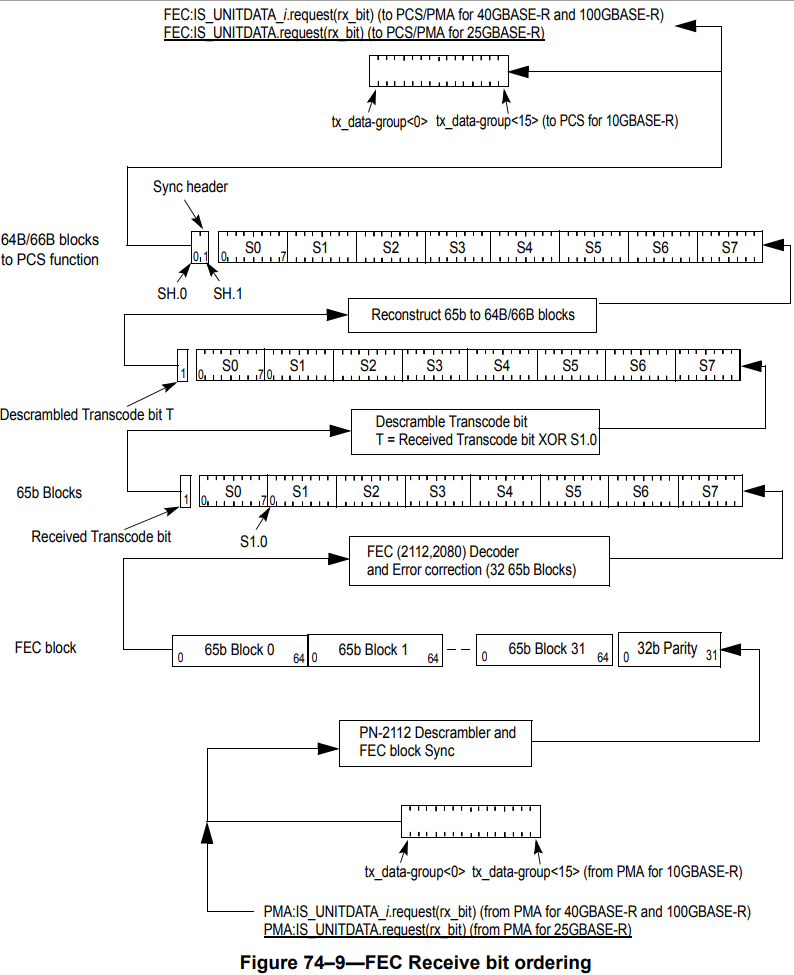 FEC:IS_UNITDATA_i.request(rx_bit) (to PCS/PMA for 40GBASE-R and 100GBASE-R)
FEC:IS_UNITDATA.request(rx_bit) (to PCS/PMA for 25GBASE-R)
tx_data-group<0> tx_data-group<15> (to PCS for 10GBASE-R)
Sync header
64B/66B blocks
to PCS function
0 1 0 S0 7 S1 S2 S3 S4 S5 S6 S7
SH.0 SH.1
Reconstruct 65b to 64B/66B blocks
1 0 S0 7 0 S1 S2 S3 S4 S5 S6 S7
Descrambled Transcode bit T
Descramble Transcode bit
T = Received Transcode bit XOR S1.0
65b Blocks
1 0 S0 7 0 S1 S2 S3 S4 S5 S6 S7
Received Transcode bit
S1.0
FEC (2112,2080) Decoder
and Error correction (32 65b Blocks)
FEC block
0 65b Block 0 64 0 65b Block 1 64 0 65b Block 31 64 0 32b Parity 31
PN-2112 Descrambler and
FEC block Sync
tx_data-group<0> tx_data-group<15> (from PMA for 10GBASE-R)
PMA:IS_UNITDATA_i.request(rx_bit) (from PMA for 40GBASE-R and 100GBASE-R)
PMA:IS_UNITDATA.request(rx_bit) (from PMA for 25GBASE-R)
Figure 74–9—FEC Receive bit ordering